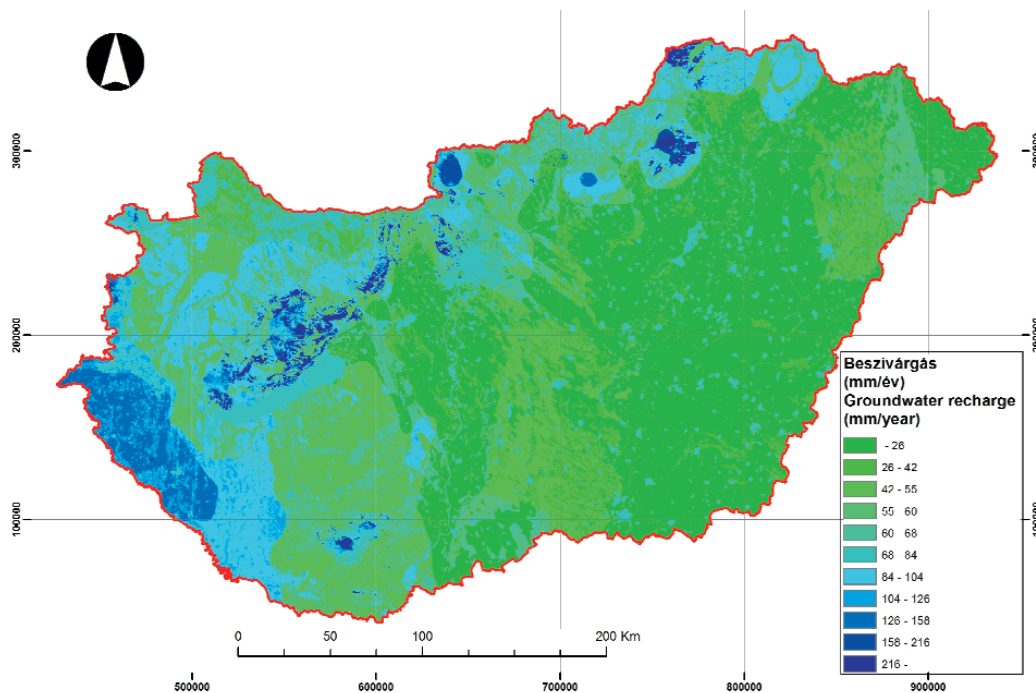 300000
300000
200000
200000
100000
100000
Beszivárgás
(mm/év)
Groundwater recharge
(mm/year)
- 26
26 - 42
42 - 55
55 60
60 68
68 84
84 - 104
104 - 126
126 - 158
158 - 216
216 -
0 50 100 200 Km
500000 600000 700000 800000 900000